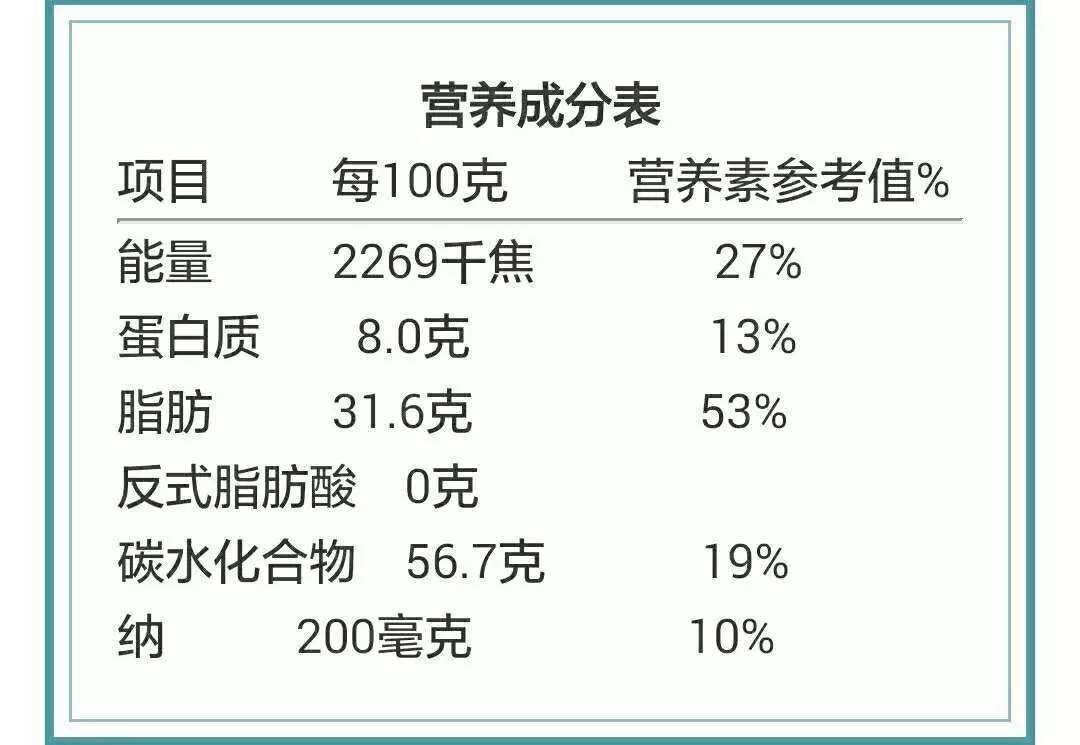 营养成分表
项目 每100克 营养素参考值%
能量 2269千焦 27%
蛋白质 8.0克 13%
脂肪 31.6克 53%
反式脂肪酸 0克
碳水化合物 56.7克 19%
纳 200毫克 10%